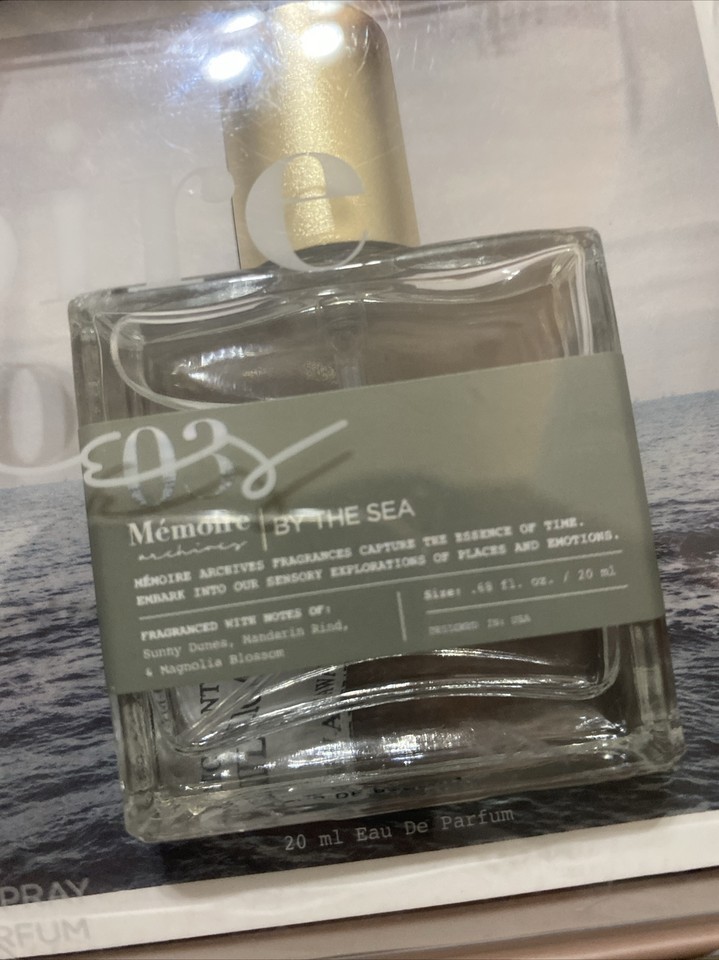 ire
03
Mémoire | BY THE SEA
archives
MÉMOIRE ARCHIVES FRAGRANCES CAPTURE THE ESSENCE OF TIME.
EMBARK INTO OUR SENSORY EXPLORATIONS OF PLACES AND EMOTIONS.
FRAGRANCED WITH NOTES OF:
Sunny Dunes, Mandarin Rind,
& Magnolia Blossom
Size: .68 fl. oz. / 20 ml
DESIGNED IN: USA
20 ml Eau De Parfum
PRAY
RFUM